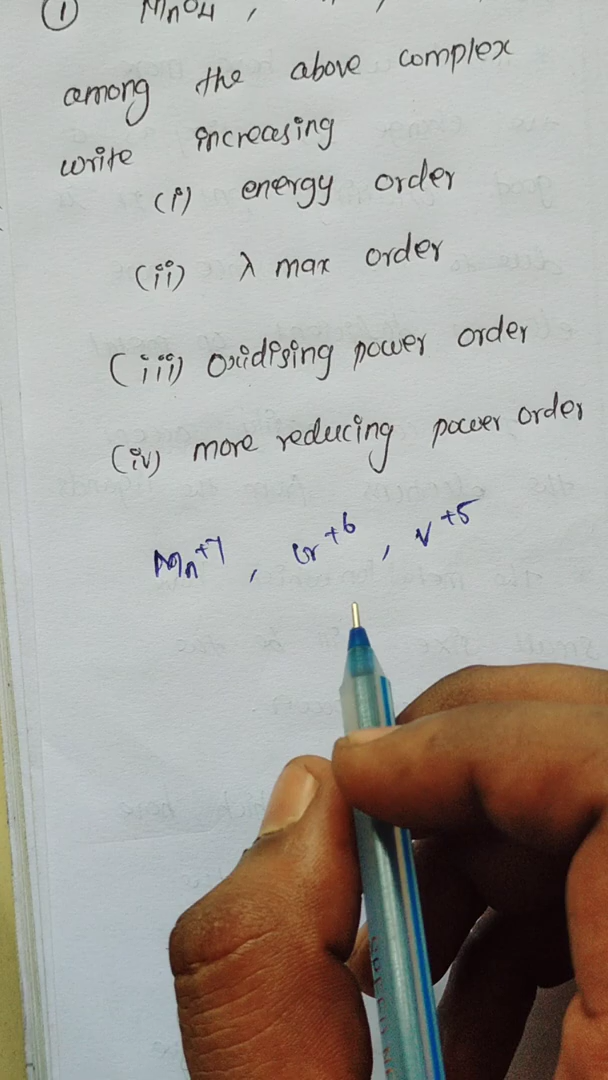 ① MnO4 ,
among the above complex
write increasing
(i) energy order
(ii) λ max order
(iii) oxidising power order
(iv) more reducing power order
Mn+7 , Cr+6 , V+5